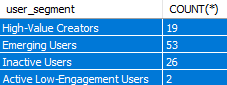 user_segment COUNT(*)
High-Value Creators 19
Emerging Users 53
Inactive Users 26
Active Low-Engagement Users 2